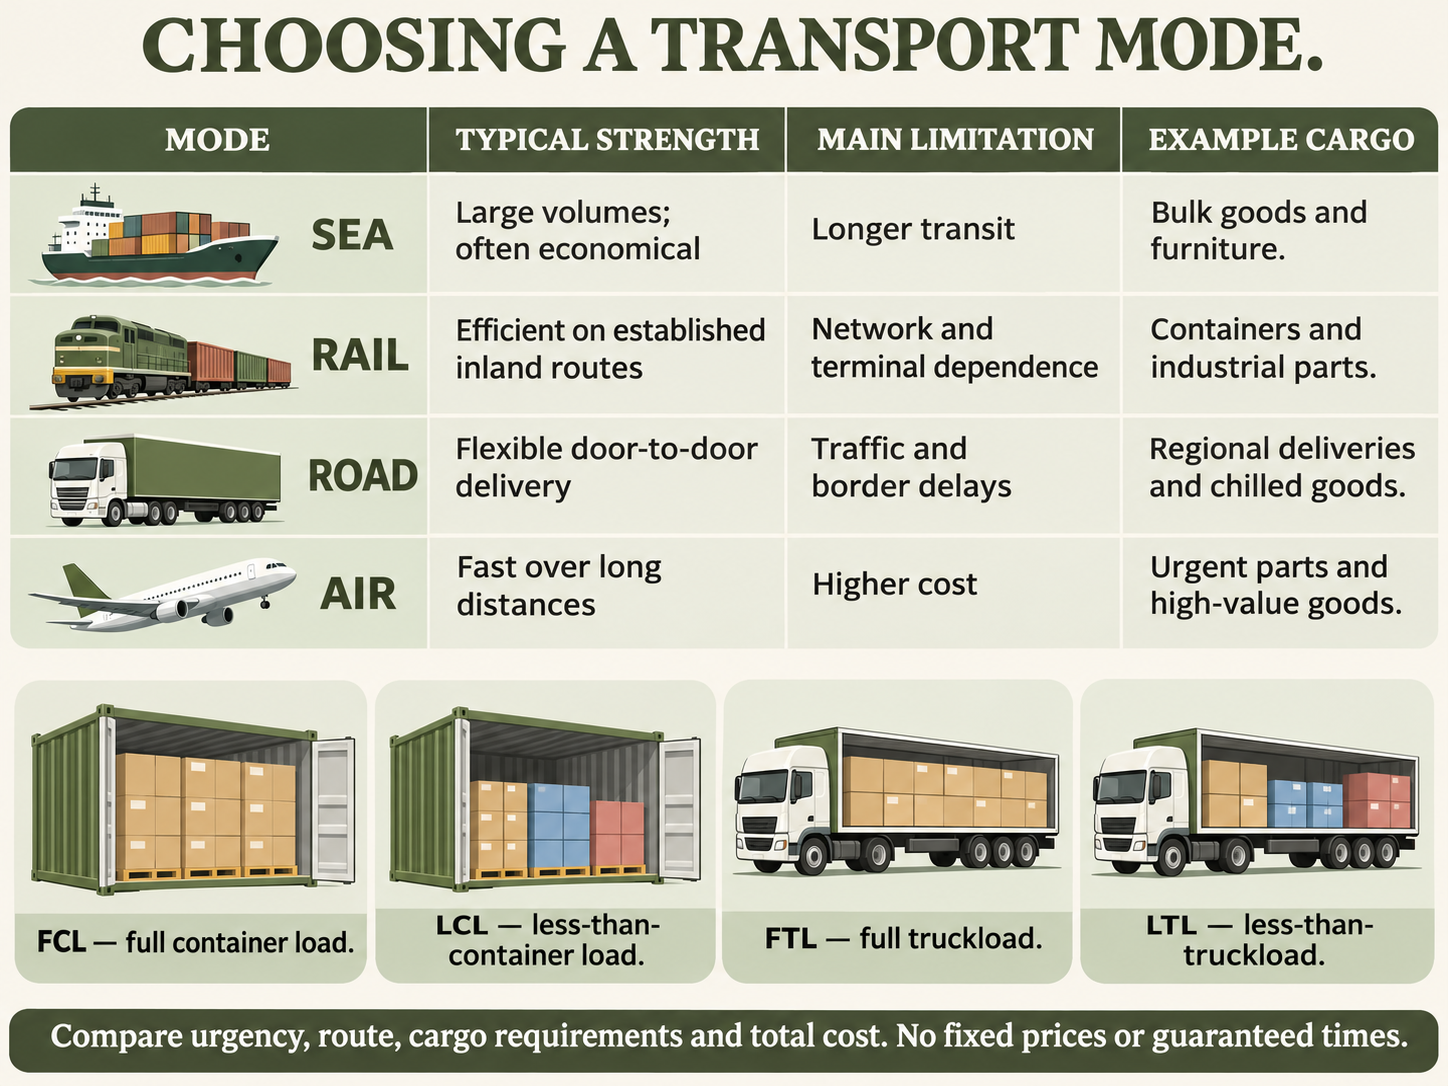 CHOOSING A TRANSPORT MODE.
MODE
TYPICAL STRENGTH
MAIN LIMITATION
EXAMPLE CARGO
SEA
Large volumes;
often economical
Longer transit
Bulk goods and
furniture.
RAIL
Efficient on established
inland routes
Network and
terminal dependence
Containers and
industrial parts.
ROAD
Flexible door-to-door
delivery
Traffic and
border delays
Regional deliveries
and chilled goods.
AIR
Fast over long
distances
Higher cost
Urgent parts and
high-value goods.
FCL — full container load.
LCL — less-than-
container load.
FTL — full truckload.
LTL — less-than-
truckload.
Compare urgency, route, cargo requirements and total cost. No fixed prices or guaranteed times.